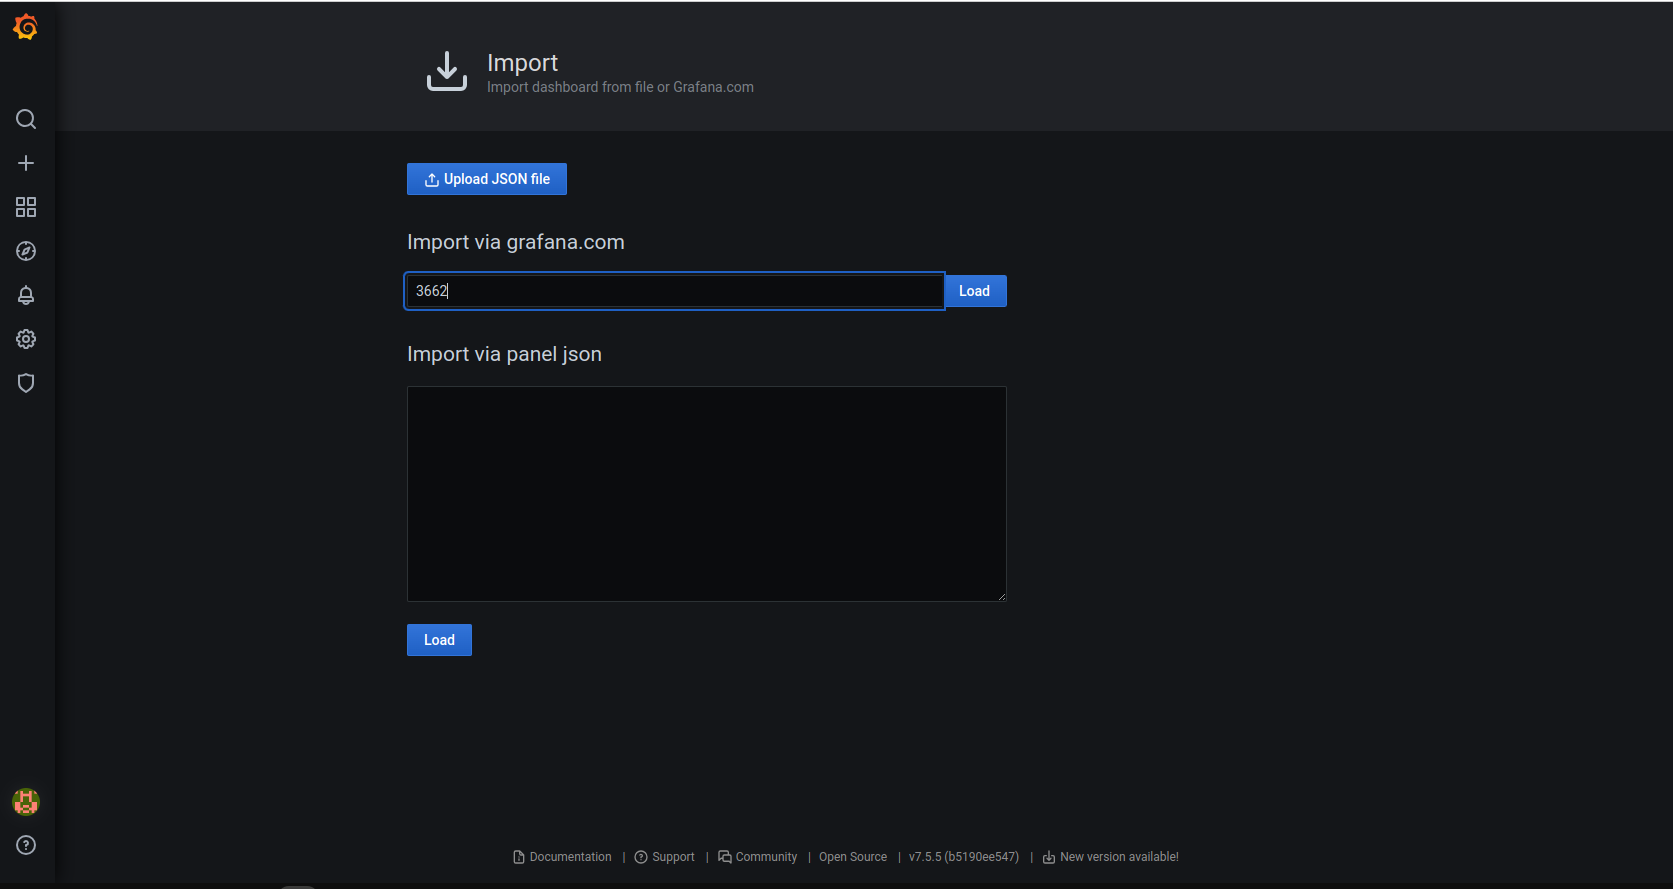 Import
Import dashboard from file or Grafana.com
Upload JSON file
Import via grafana.com
3662
Load
Import via panel json
Load
Documentation | Support | Community | Open Source | v7.5.5 (b5190ee547) | New version available!